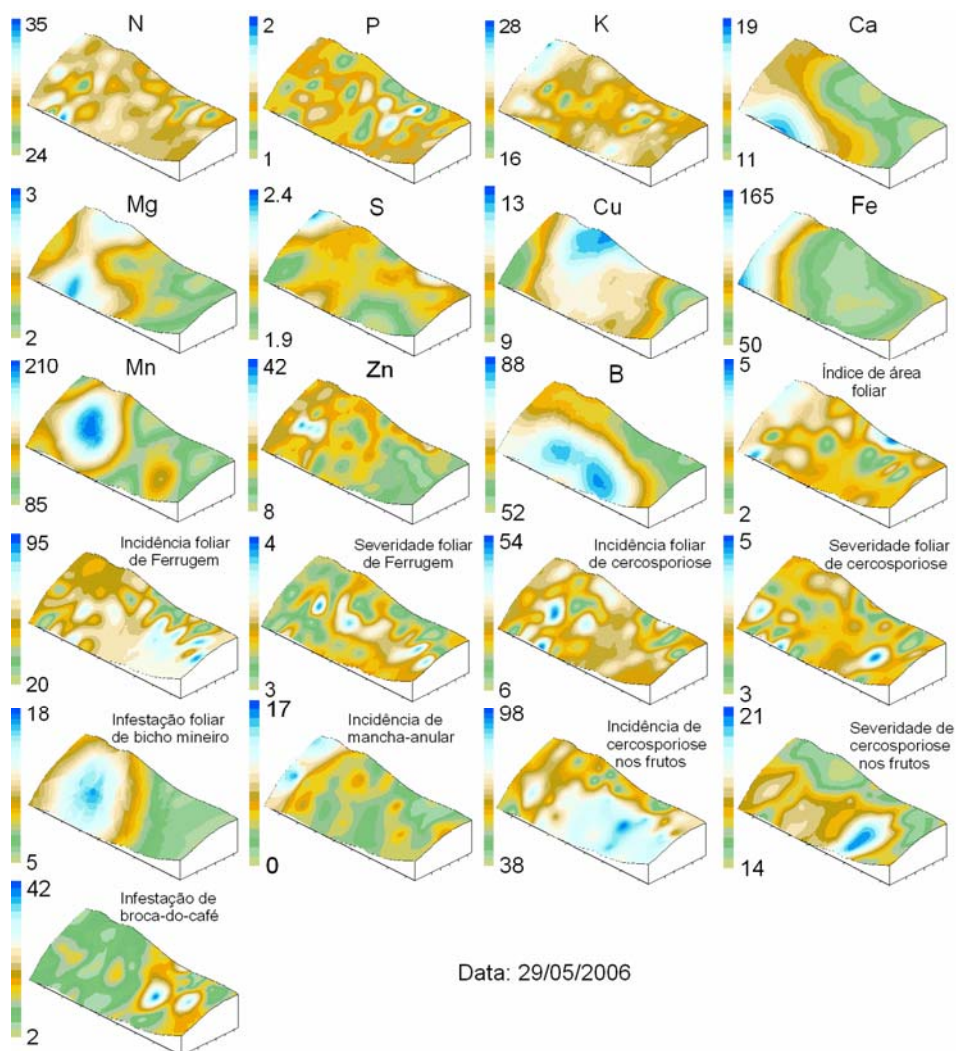 N
P
K
Ca
35
24
2
1
28
16
19
11
Mg
S
Cu
Fe
3
2
2.4
1.9
13
9
165
50
Mn
Zn
B
Índice de área
foliar
210
85
42
8
88
52
5
2
Incidência foliar
de Ferrugem
95
20
Severidade foliar
de Ferrugem
4
3
Incidência foliar
de cercosporiose
54
6
Severidade foliar
de cercosporiose
5
3
Infestação foliar
de bicho mineiro
18
5
Incidência de
mancha-anular
17
0
Incidência de
cercosporiose
nos frutos
98
38
Severidade de
cercosporiose
nos frutos
21
14
Infestação de
broca-do-café
42
2
Data: 29/05/2006